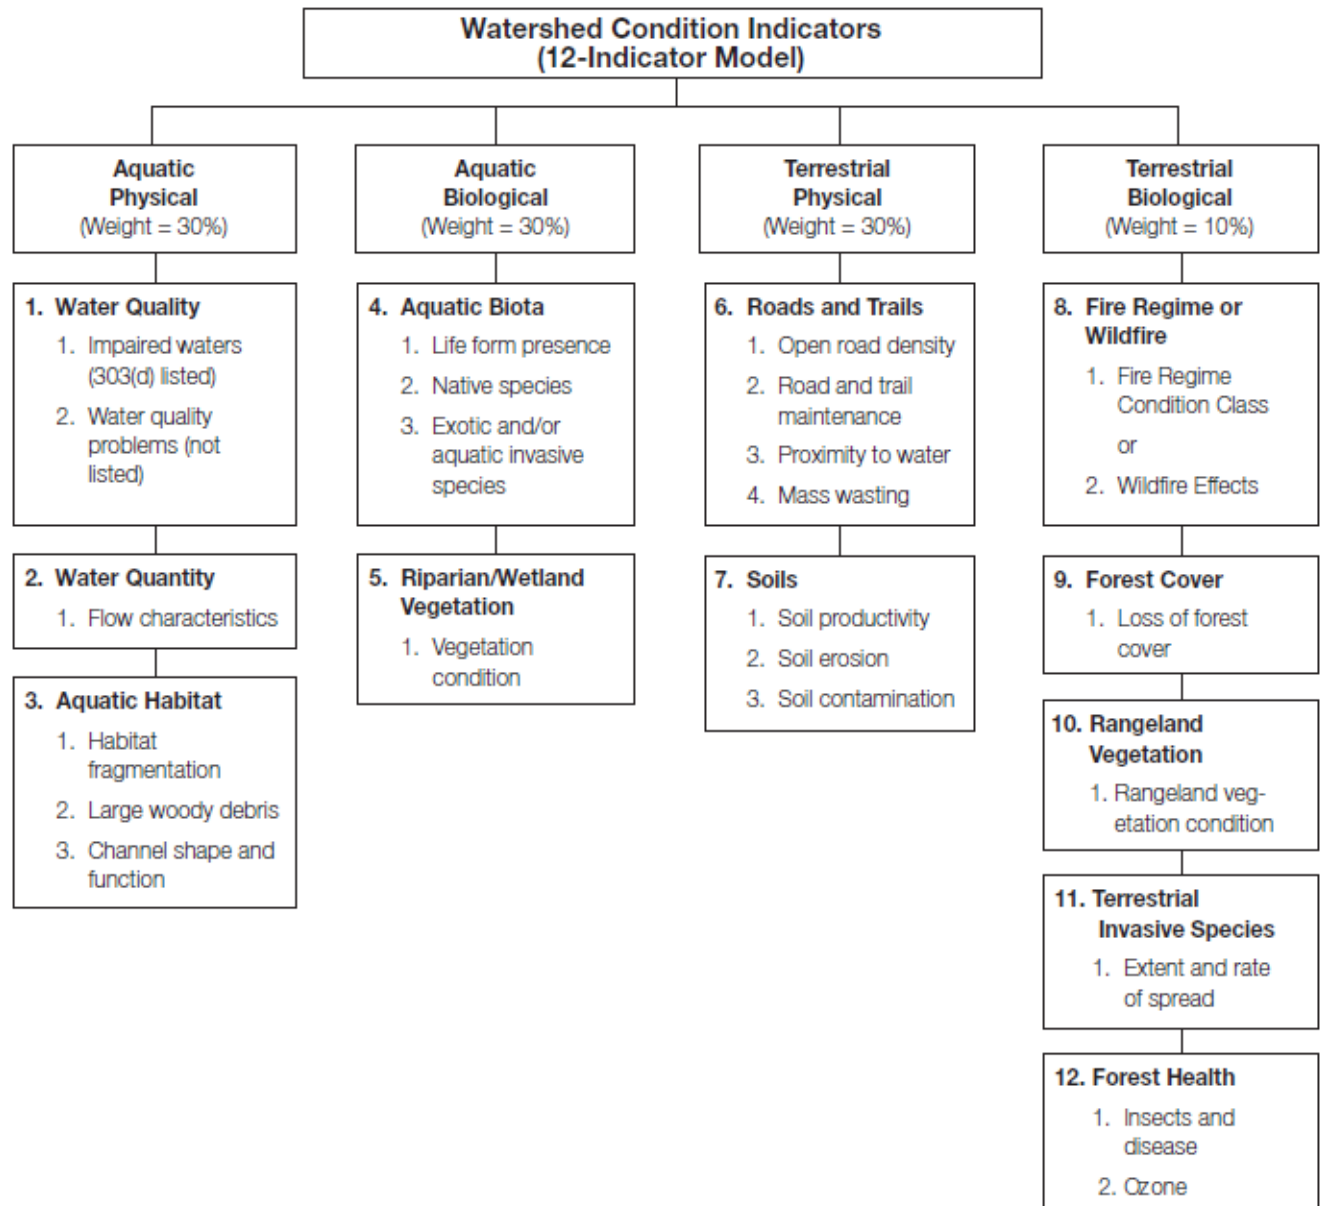 Watershed Condition Indicators
(12-Indicator Model)
Aquatic
Physical
(Weight = 30%)
1. Water Quality
1. Impaired waters
(303(d) listed)
2. Water quality
problems (not
listed)
2. Water Quantity
1. Flow characteristics
3. Aquatic Habitat
1. Habitat
fragmentation
2. Large woody debris
3. Channel shape and
function
Aquatic
Biological
(Weight = 30%)
4. Aquatic Biota
1. Life form presence
2. Native species
3. Exotic and/or
aquatic invasive
species
5. Riparian/Wetland
Vegetation
1. Vegetation
condition
Terrestrial
Physical
(Weight = 30%)
6. Roads and Trails
1. Open road density
2. Road and trail
maintenance
3. Proximity to water
4. Mass wasting
7. Soils
1. Soil productivity
2. Soil erosion
3. Soil contamination
Terrestrial
Biological
(Weight = 10%)
8. Fire Regime or
Wildfire
1. Fire Regime
Condition Class
or
2. Wildfire Effects
9. Forest Cover
1. Loss of forest
cover
10. Rangeland
Vegetation
1. Rangeland veg-
etation condition
11. Terrestrial
Invasive Species
1. Extent and rate
of spread
12. Forest Health
1. Insects and
disease
2. Ozone